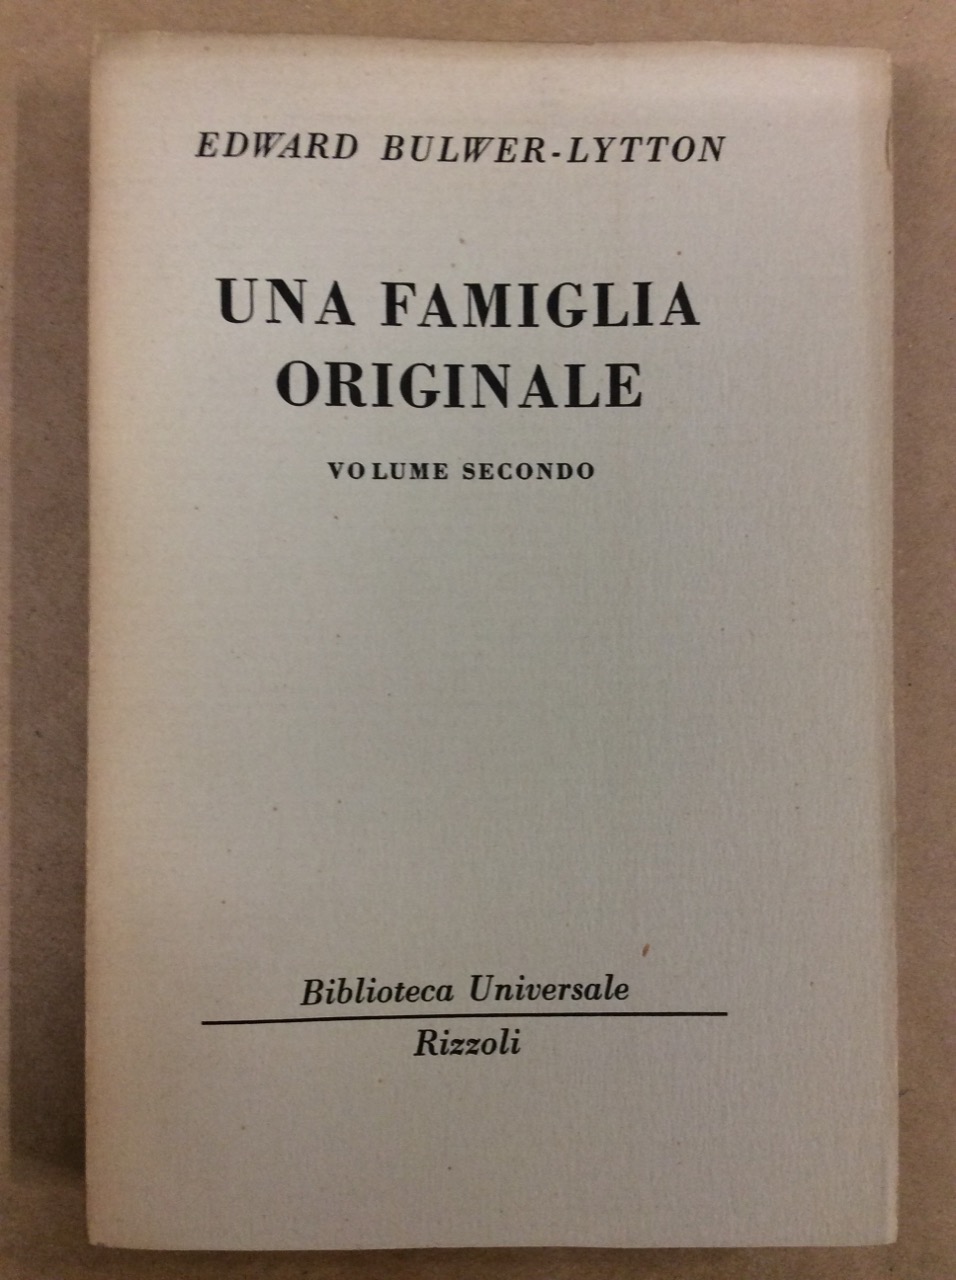 EDWARD BULWER-LYTTON
UNA FAMIGLIA
ORIGINALE
VOLUME SECONDO
Biblioteca Universale
Rizzoli